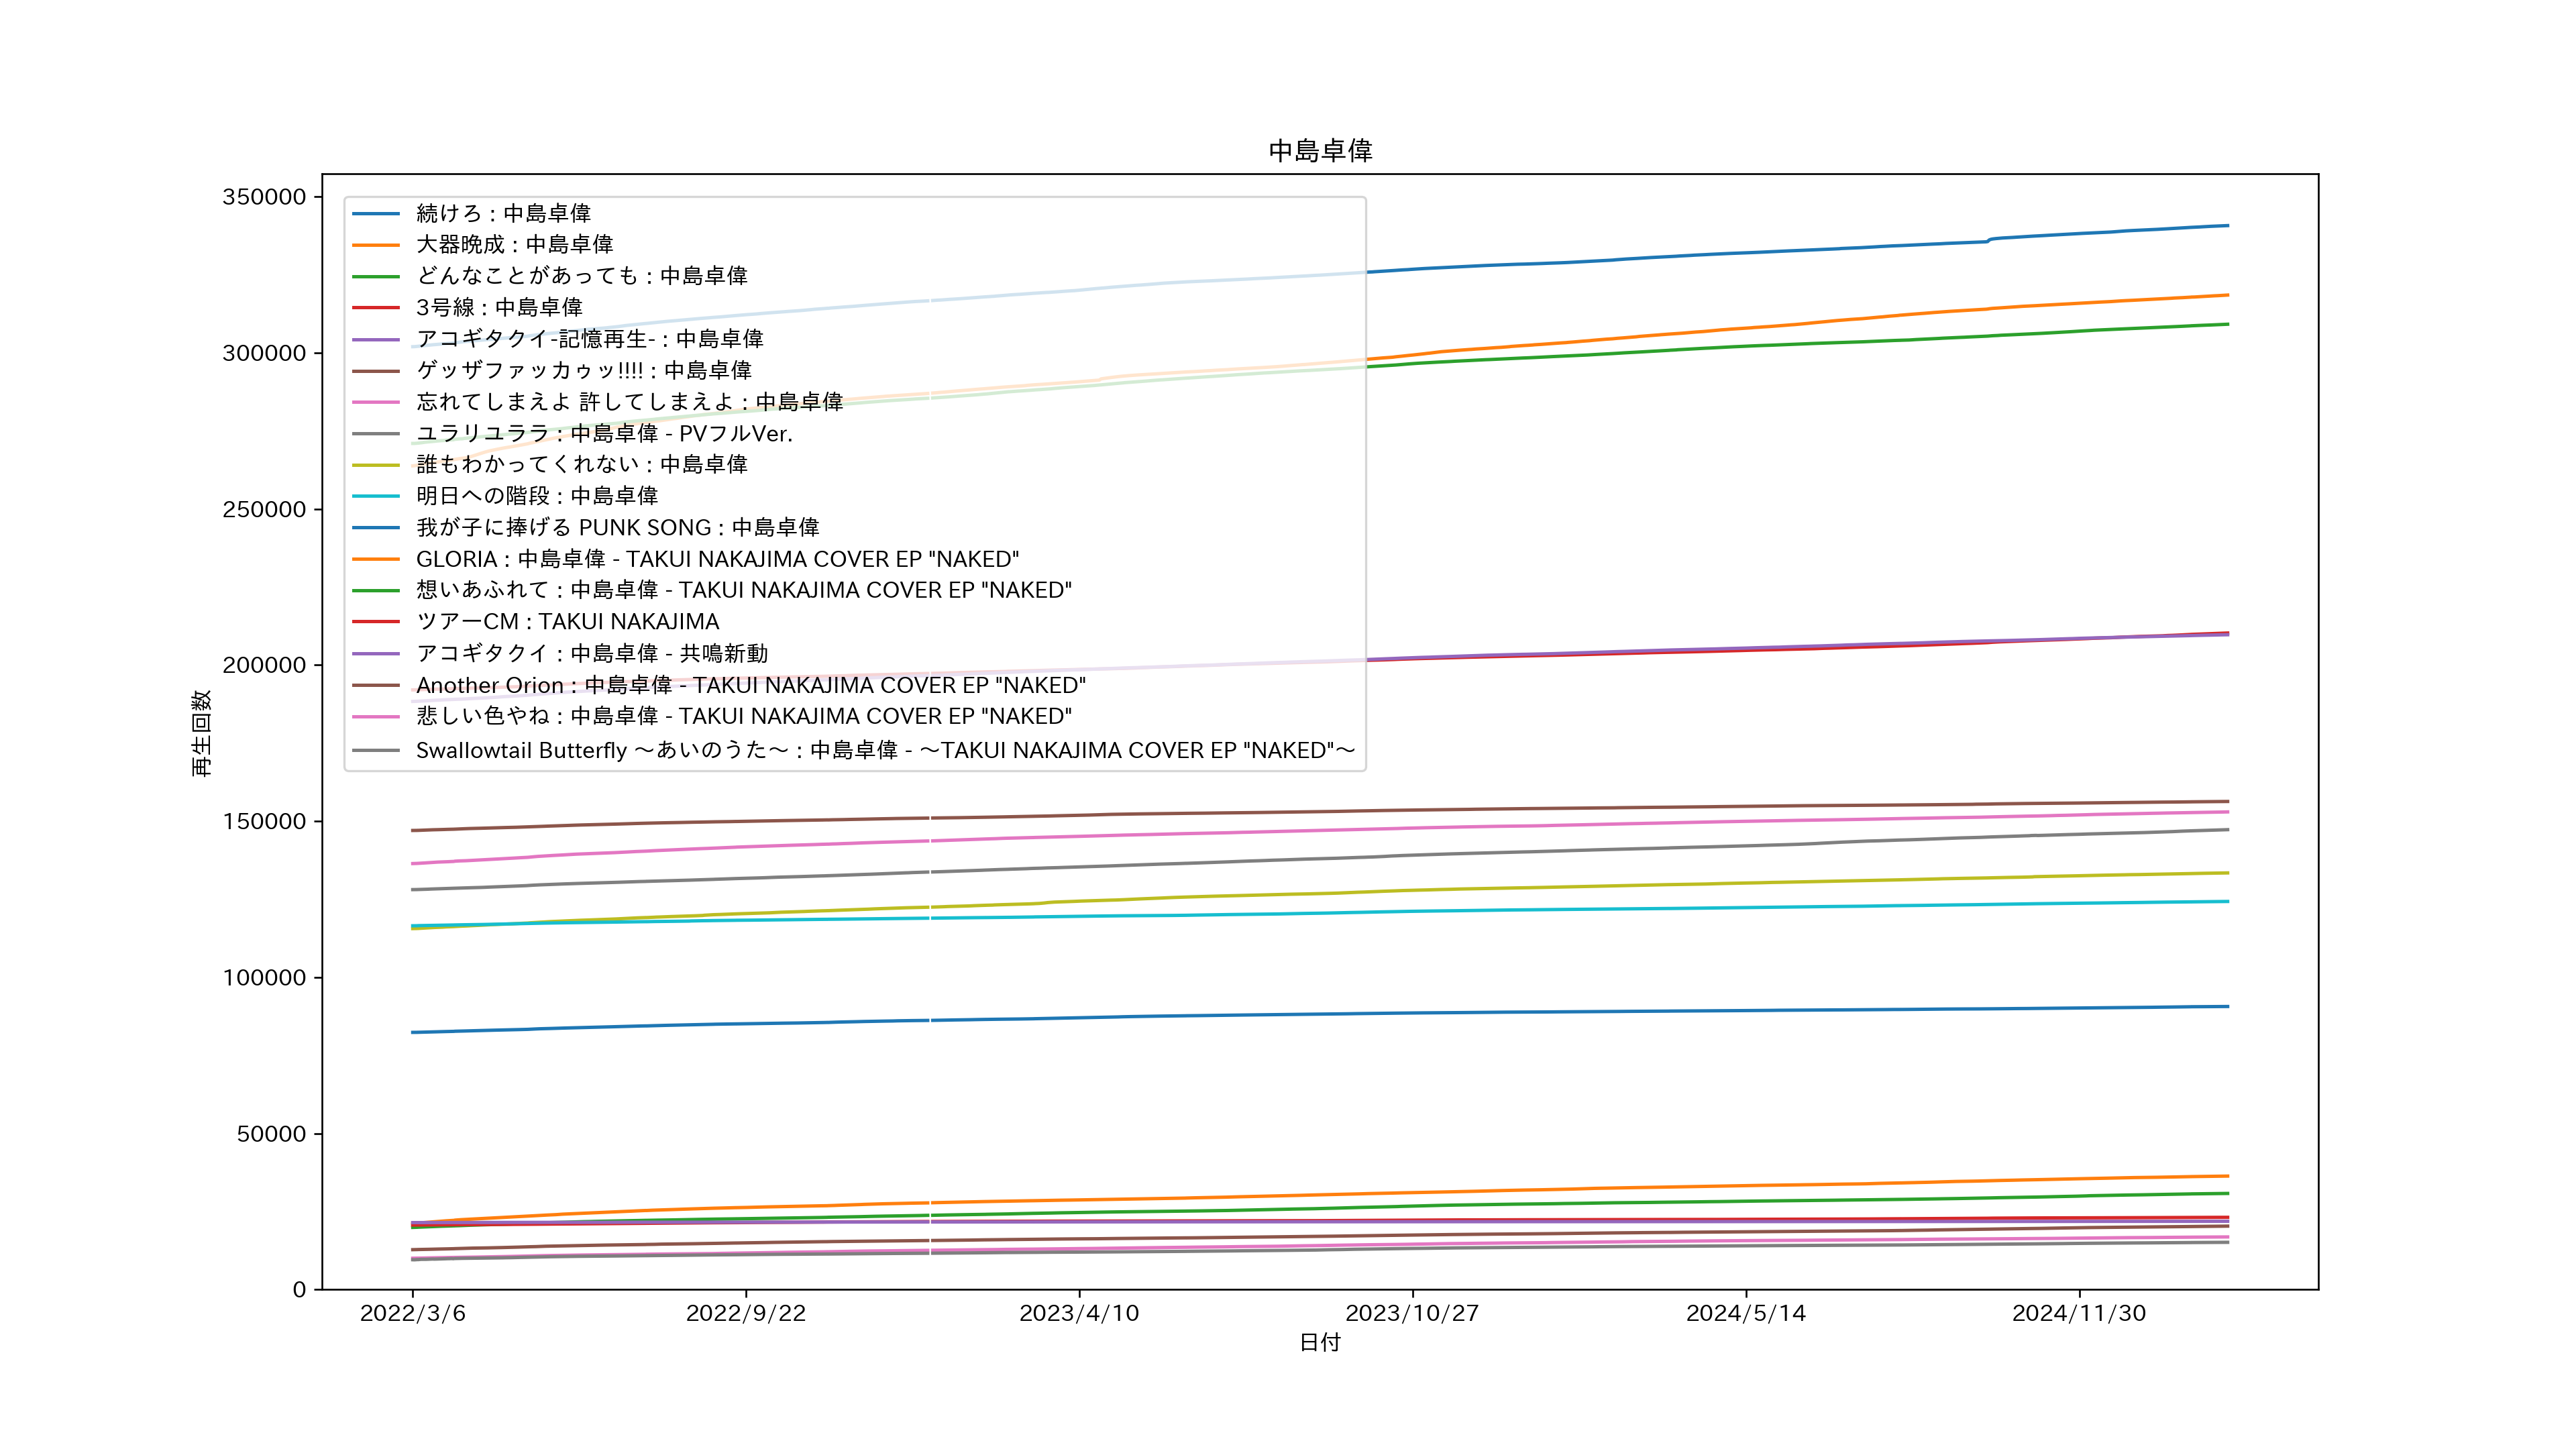 中島卓偉
350000
300000
250000
200000
150000
100000
50000
0
再生回数
続けろ : 中島卓偉
大器晩成 : 中島卓偉
どんなことがあっても : 中島卓偉
3号線 : 中島卓偉
アコギタクイ-記憶再生- : 中島卓偉
ゲッザファッカゥッ!!!! : 中島卓偉
忘れてしまえよ 許してしまえよ : 中島卓偉
ユラリユララ : 中島卓偉 - PVフルVer.
誰もわかってくれない : 中島卓偉
明日への階段 : 中島卓偉
我が子に捧げる PUNK SONG : 中島卓偉
GLORIA : 中島卓偉 - TAKUI NAKAJIMA COVER EP "NAKED"
想いあふれて : 中島卓偉 - TAKUI NAKAJIMA COVER EP "NAKED"
ツアーCM : TAKUI NAKAJIMA
アコギタクイ : 中島卓偉 - 共鳴新動
Another Orion : 中島卓偉 - TAKUI NAKAJIMA COVER EP "NAKED"
悲しい色やね : 中島卓偉 - TAKUI NAKAJIMA COVER EP "NAKED"
Swallowtail Butterfly 〜あいのうた〜 : 中島卓偉 - 〜TAKUI NAKAJIMA COVER EP "NAKED"〜
2022/3/6
2022/9/22
2023/4/10
2023/10/27
2024/5/14
2024/11/30
日付